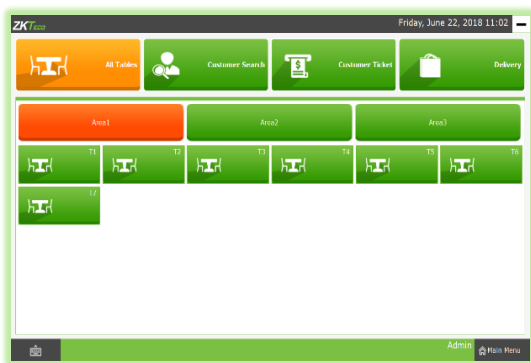 ZKTeco
Friday, June 22, 2018 11:02
All Tables
Customer Search
Customer Ticket
Delivery
Area1
Area2
Area3
T1
T2
T3
T4
T5
T6
T7
Admin
Main Menu